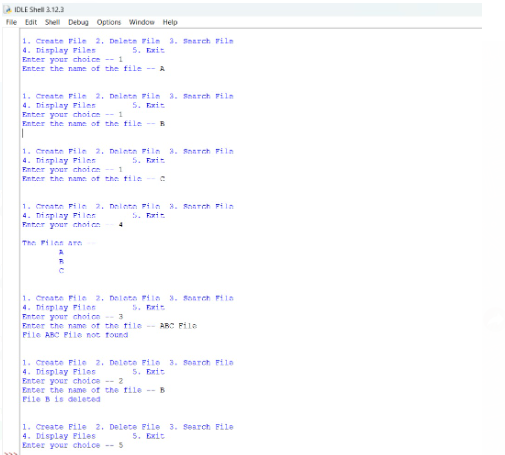 IDLE Shell 3.12.3
File Edit Shell Debug Options Window Help
1. Create File 2. Delete File 3. Search File
4. Display Files 5. Exit
Enter your choice -- 1
Enter the name of the file -- A
1. Create File 2. Delete File 3. Search File
4. Display Files 5. Exit
Enter your choice -- 1
Enter the name of the file -- B
1. Create File 2. Delete File 3. Search File
4. Display Files 5. Exit
Enter your choice -- 1
Enter the name of the file -- C
1. Create File 2. Delete File 3. Search File
4. Display Files 5. Exit
Enter your choice -- 4
The Files are --
A
B
C
1. Create File 2. Delete File 3. Search File
4. Display Files 5. Exit
Enter your choice -- 3
Enter the name of the file -- ABC File
File ABC File not found
1. Create File 2. Delete File 3. Search File
4. Display Files 5. Exit
Enter your choice -- 2
Enter the name of the file -- B
File B is deleted
1. Create File 2. Delete File 3. Search File
4. Display Files 5. Exit
Enter your choice -- 5
>>>